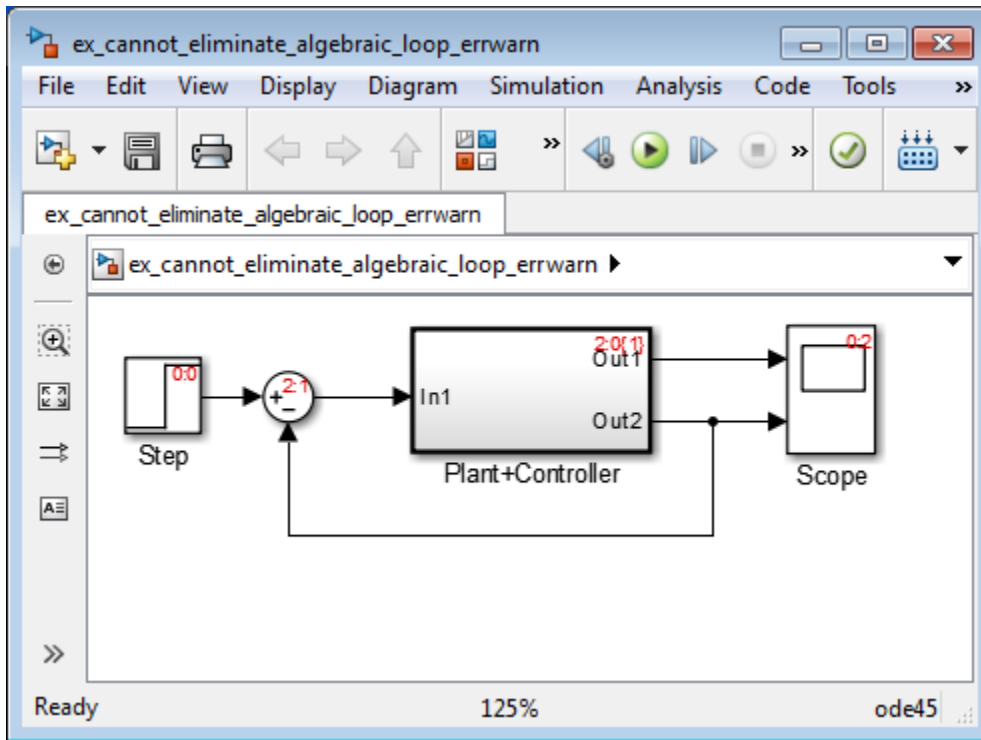 ex_cannot_eliminate_algebraic_loop_errwarn
File Edit View Display Diagram Simulation Analysis Code Tools »
» »
ex_cannot_eliminate_algebraic_loop_errwarn
ex_cannot_eliminate_algebraic_loop_errwarn
0:0
Step
2:1
+
−
In1
2:0{1}
Out1
Out2
Plant+Controller
0:2
Scope
A
»
Ready 125% ode45